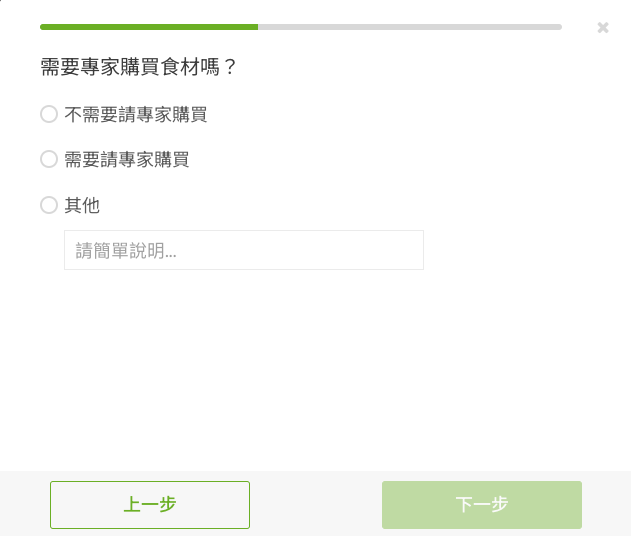 需要專家購買食材嗎？
不需要請專家購買
需要請專家購買
其他
請簡單說明...
上一步
下一步